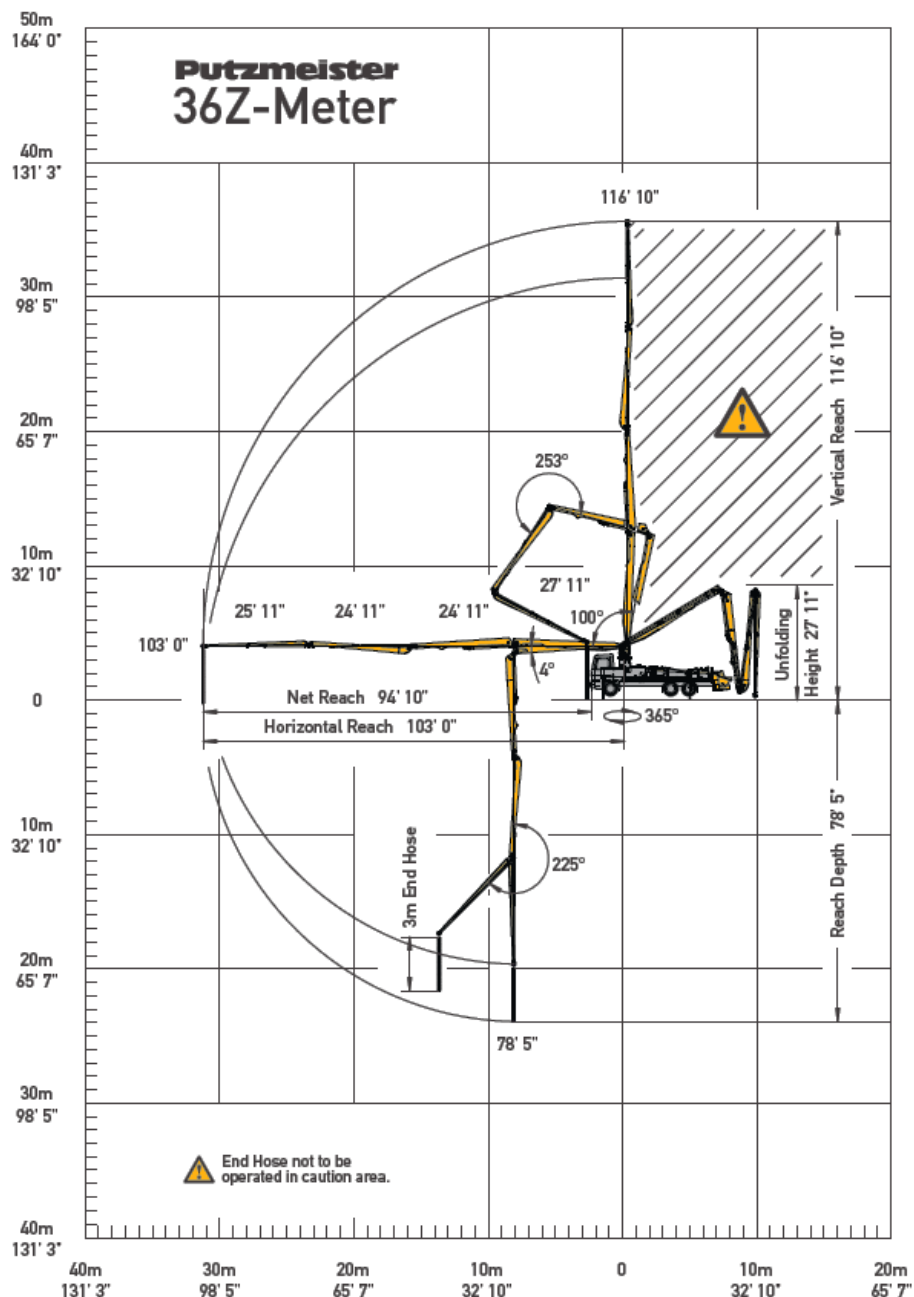 50m
164' 0"
Putzmeister
36Z-Meter
40m
131' 3"
116' 10"
30m
98' 5"
Vertical Reach 116' 10"
20m
65' 7"
253°
10m
32' 10"
27' 11"
25' 11" 24' 11" 24' 11"
100°
Unfolding
Height 27' 11"
103' 0"
4°
0
Net Reach 94' 10"
365°
Horizontal Reach 103' 0"
Reach Depth 78' 5"
10m
32' 10"
3m End Hose
225°
20m
65' 7"
78' 5"
30m
98' 5"
End Hose not to be
operated in caution area.
40m
131' 3"
40m 30m 20m 10m 0 10m 20m
131' 3" 98' 5" 65' 7" 32' 10" 32' 10" 65' 7"